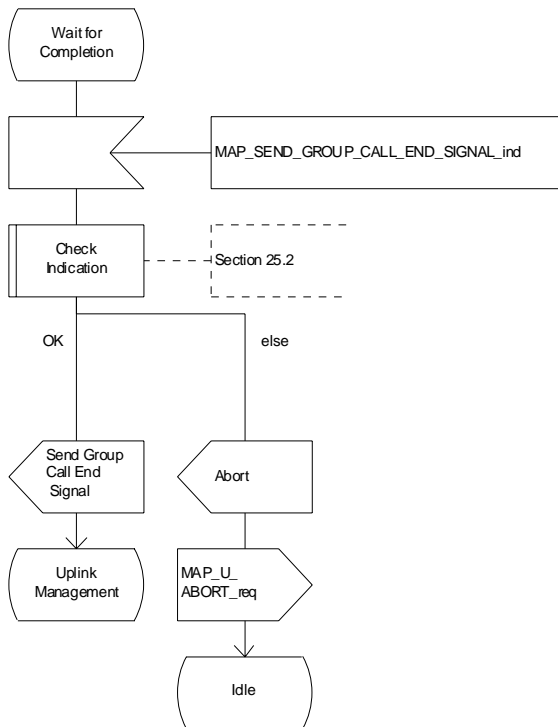 Wait for
Completion
MAP_SEND_GROUP_CALL_END_SIGNAL_ind
Check
Indication
Section 25.2
OK
else
Send Group
Call End
Signal
Abort
Uplink
Management
MAP_U_
ABORT_req
Idle